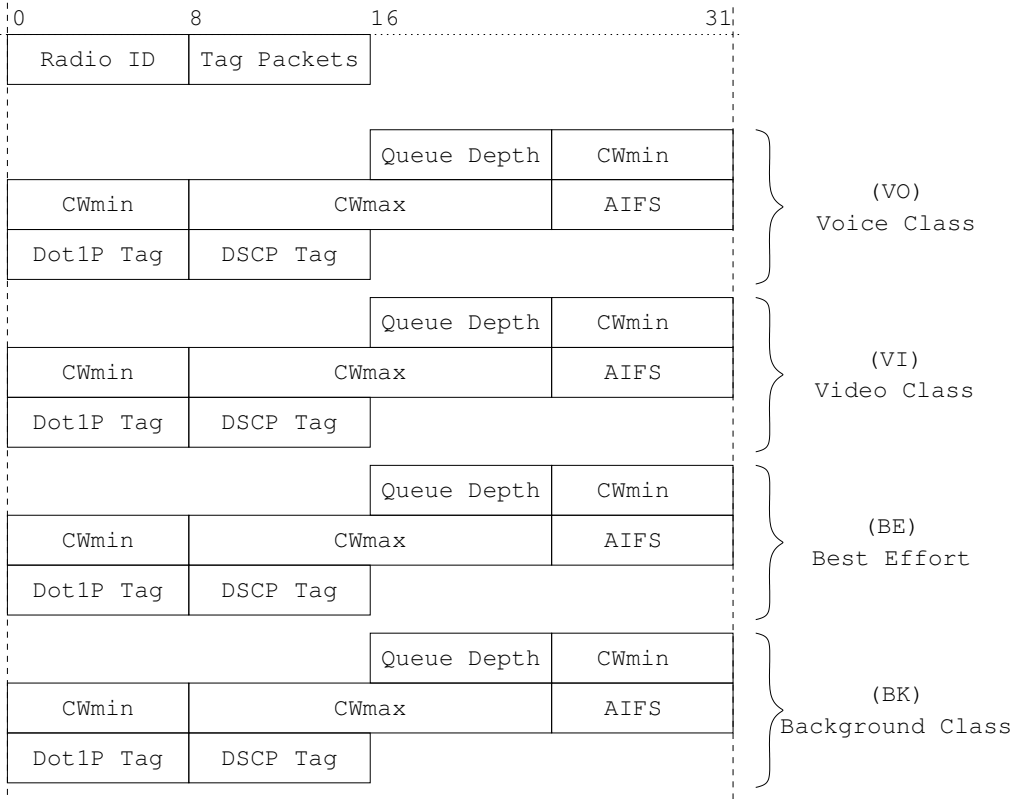 0 8 16 31
Radio ID Tag Packets
Queue Depth CWmin
(VO)
CWmin CWmax AIFS
Voice Class
Dot1P Tag DSCP Tag
Queue Depth CWmin
(VI)
CWmin CWmax AIFS
Video Class
Dot1P Tag DSCP Tag
Queue Depth CWmin
(BE)
CWmin CWmax AIFS
Best Effort
Dot1P Tag DSCP Tag
Queue Depth CWmin
(BK)
CWmin CWmax AIFS
Background Class
Dot1P Tag DSCP Tag